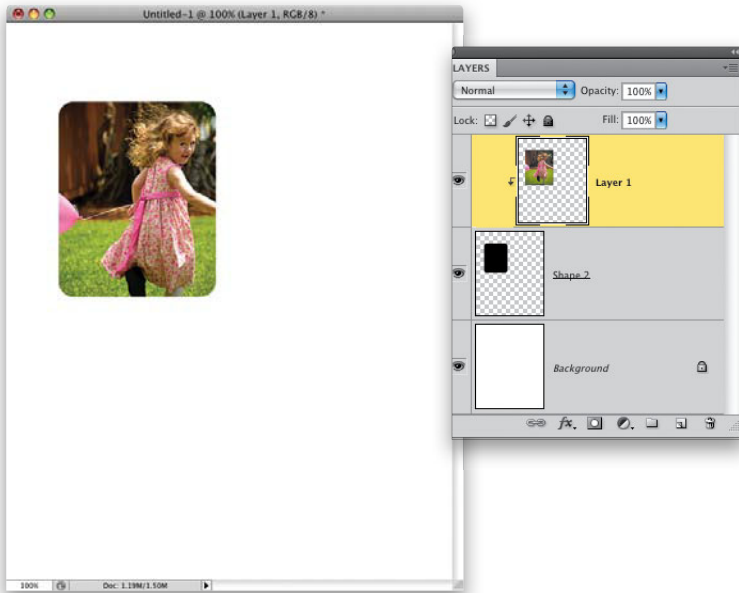 Untitled-1 @ 100% (Layer 1, RGB/8) *
LAYERS
Normal Opacity: 100%
Lock: Fill: 100%
Layer 1
Shape 2
Background
fx.
100% Doc: 1.19M/1.50M